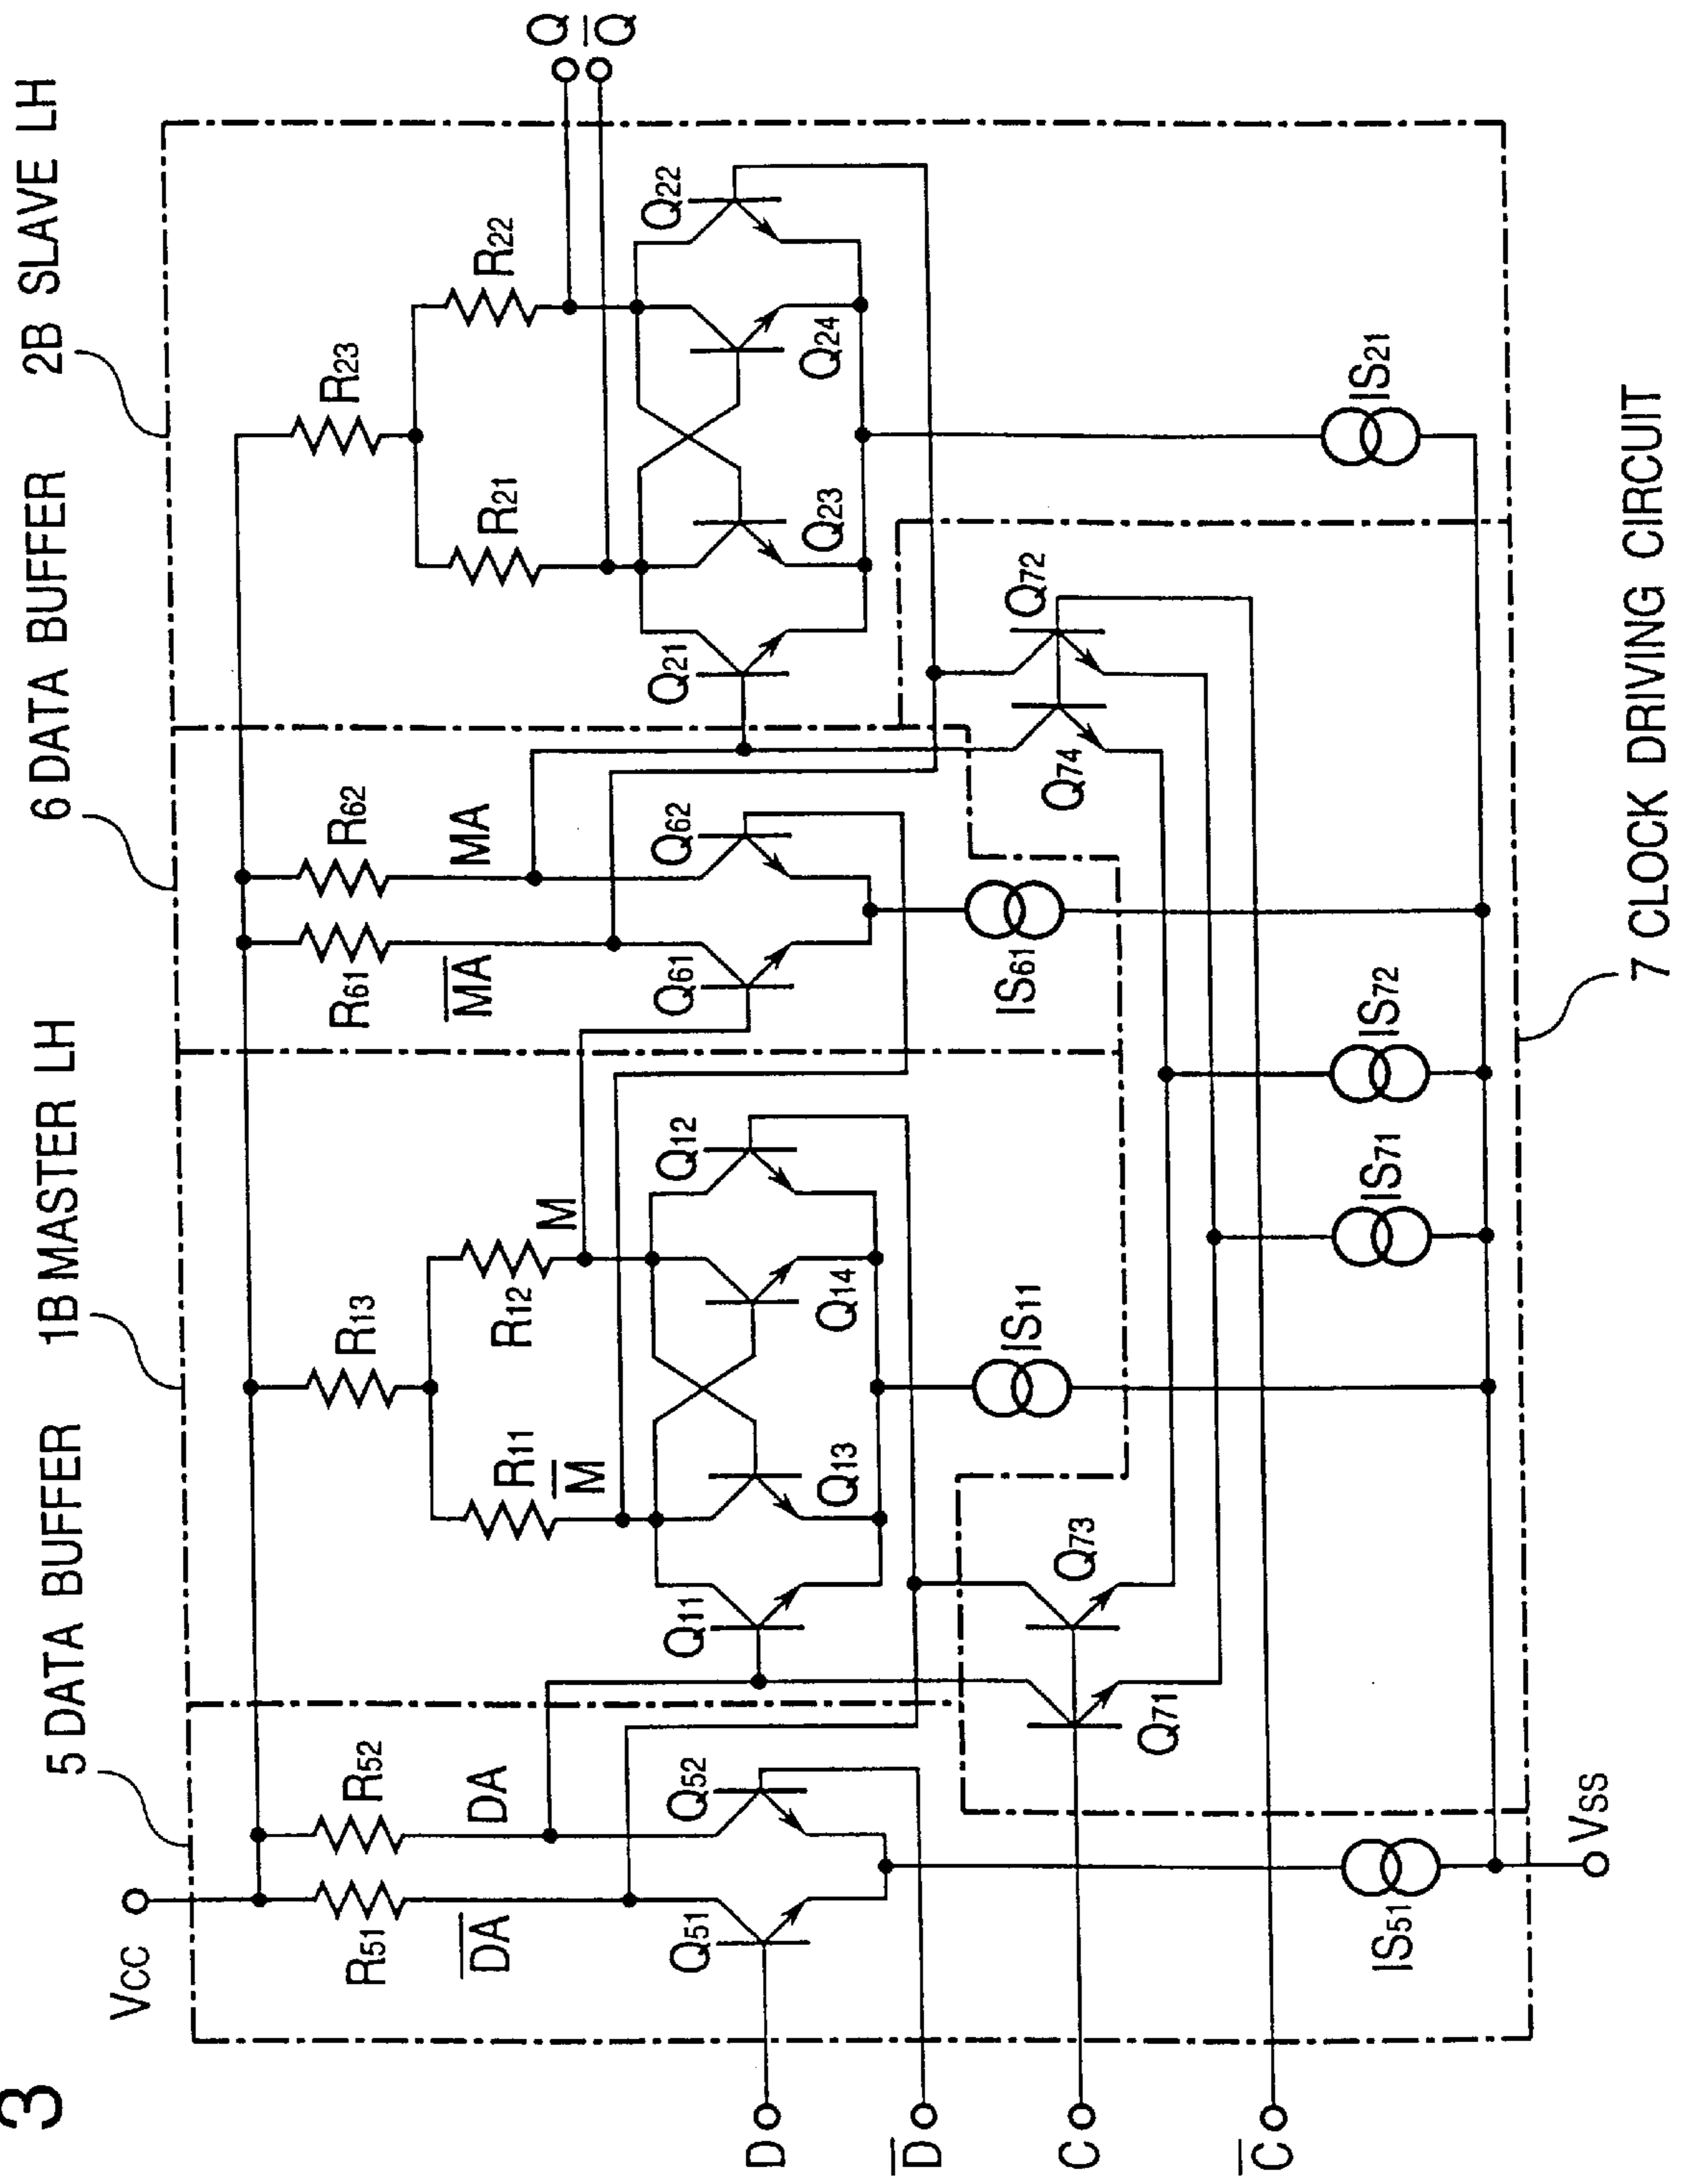 3
5 DATA BUFFER
1B MASTER LH
6 DATA BUFFER
2B SLAVE LH
VCC
R51
R52
R13
R61
R62
R23
DA
DA
R11
R12
M
M
MA
MA
R21
R22
Q
Q
Q51
Q52
Q11
Q12
Q13
Q14
Q61
Q62
Q21
Q22
Q23
Q24
D
D
C
C
Q71
Q73
Q74
Q72
IS11
IS61
IS51
IS71
IS72
IS21
VSS
7 CLOCK DRIVING CIRCUIT